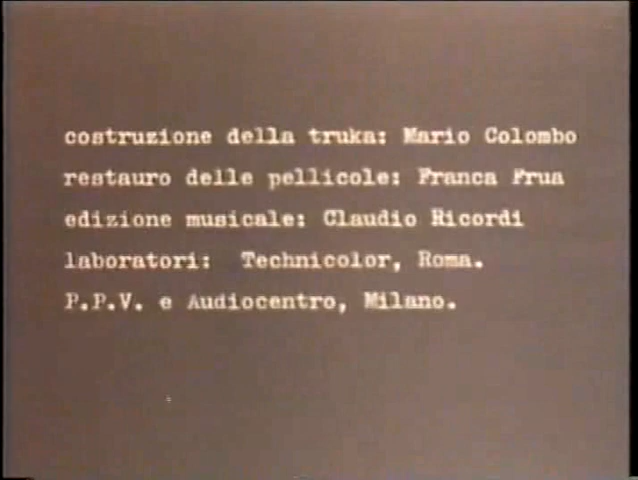 costruzione della truka: Mario Colombo
restauro delle pellicole: Franca Frua
edizione musicale: Claudio Ricordi
laboratori: Technicolor, Roma.
P.P.V. e Audiocentro, Milano.